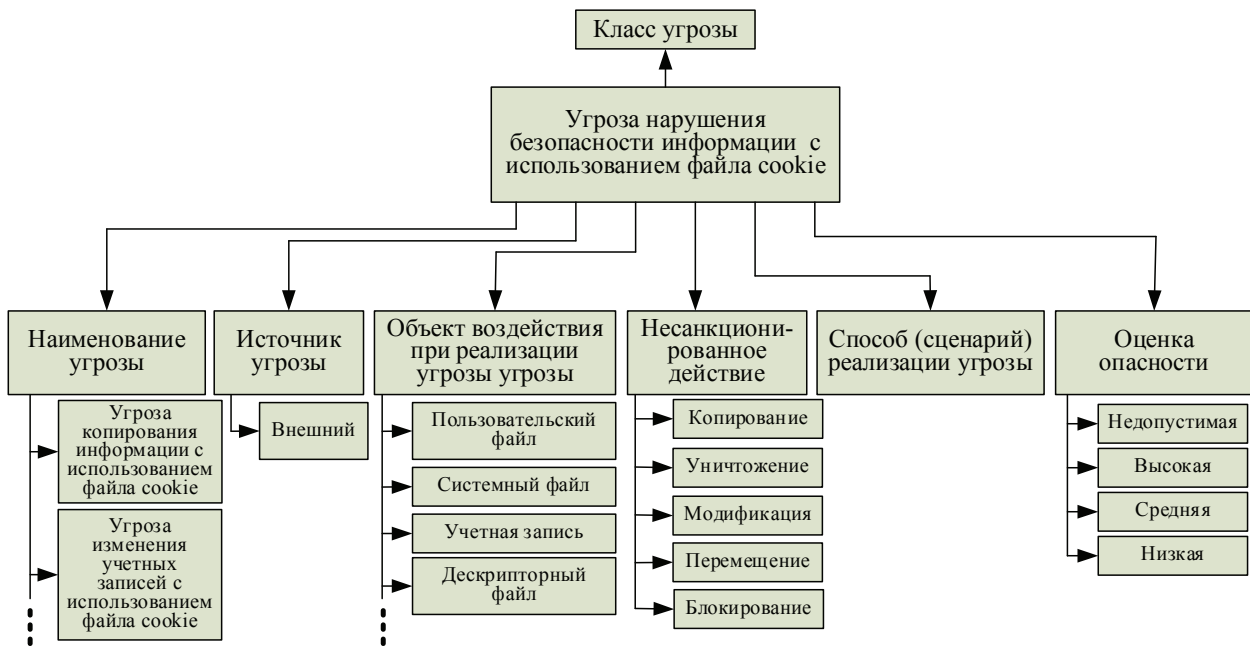 Класс угрозы
Угроза нарушения
безопасности информации с
использованием файла cookie
Наименование
угрозы
Источник
угрозы
Объект воздействия
при реализации
угрозы угрозы
Несанкциони-
рованное
действие
Способ (сценарий)
реализации угрозы
Оценка
опасности
Угроза
копирования
информации с
использованием
файла cookie
Угроза
изменения
учетных
записей с
использованием
файла cookie
Внешний
Пользовательский
файл
Системный файл
Учетная запись
Дескрипторный
файл
Копирование
Уничтожение
Модификация
Перемещение
Блокирование
Недопустимая
Высокая
Средняя
Низкая